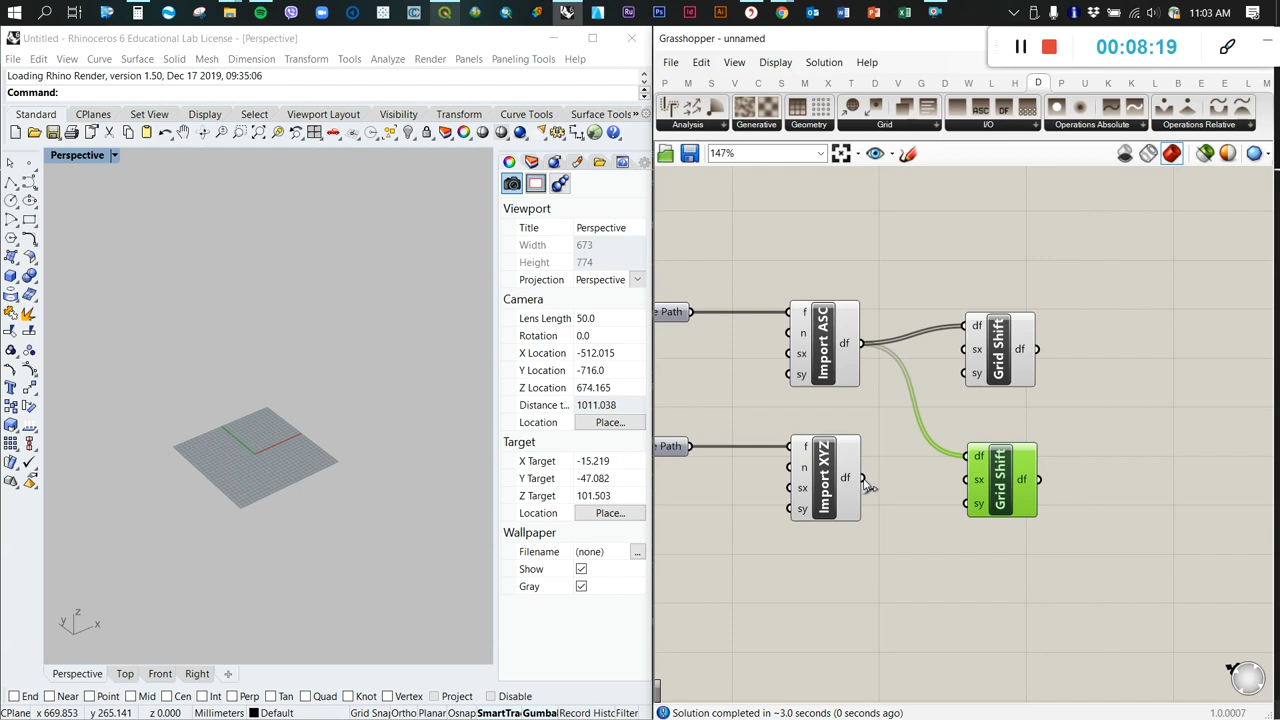 11:03 AM
Untitled - Rhinoceros 6 Educational Lab License - [Perspective]
File Edit View Curve Surface Solid Mesh Dimension Transform Tools Analyze Render Panels Paneling Tools Help
Loading Rhino Render, version 1.50, Dec 17 2019, 09:35:06
Command:
Standard CPlanes Set View Display Select Viewport Layout Visibility Curve Tools Surface Tools »
Perspective
Viewport
Title Perspective
Width 673
Height 774
Projection Perspective
Camera
Lens Length 50.0
Rotation 0.0
X Location -512.015
Y Location -716.0
Z Location 674.165
Distance t... 1011.038
Location Place...
Target
X Target -15.219
Y Target -47.082
Z Target 101.503
Location Place...
Wallpaper
Filename (none) ...
Show
Gray
z
y x
Perspective Top Front Right
End Near Point Mid Cen Int Perp Tan Quad Knot Vertex Project Disable
CPlane x 669.853 y 265.141 z 0.000 Millimeters Default Grid Snap Ortho Planar Osnap SmartTrac Gumba Record Histo Filter
Grasshopper - unnamed
00:08:19
File Edit View Display Solution Help
P M S V C S M I T D W L H D P U K K L B E L M
Analysis + Generative Geometry + Grid + I/O + Operations Absolute + Operations Relative +
ASC DF
147%
e Path
f
n
sx
sy
Import ASC
df
df
sx
sy
Grid Shift
df
e Path
f
n
sx
sy
Import XYZ
df
df
sx
sy
Grid Shift
df
Solution completed in ~3.0 seconds (0 seconds ago)
1.0.0007